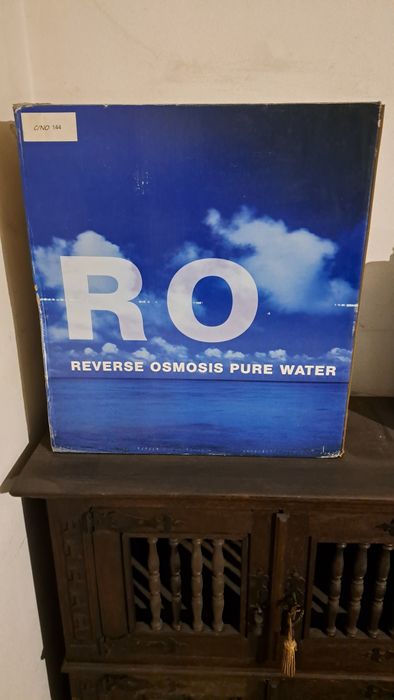 C/NO 144
RO
REVERSE OSMOSIS PURE WATER